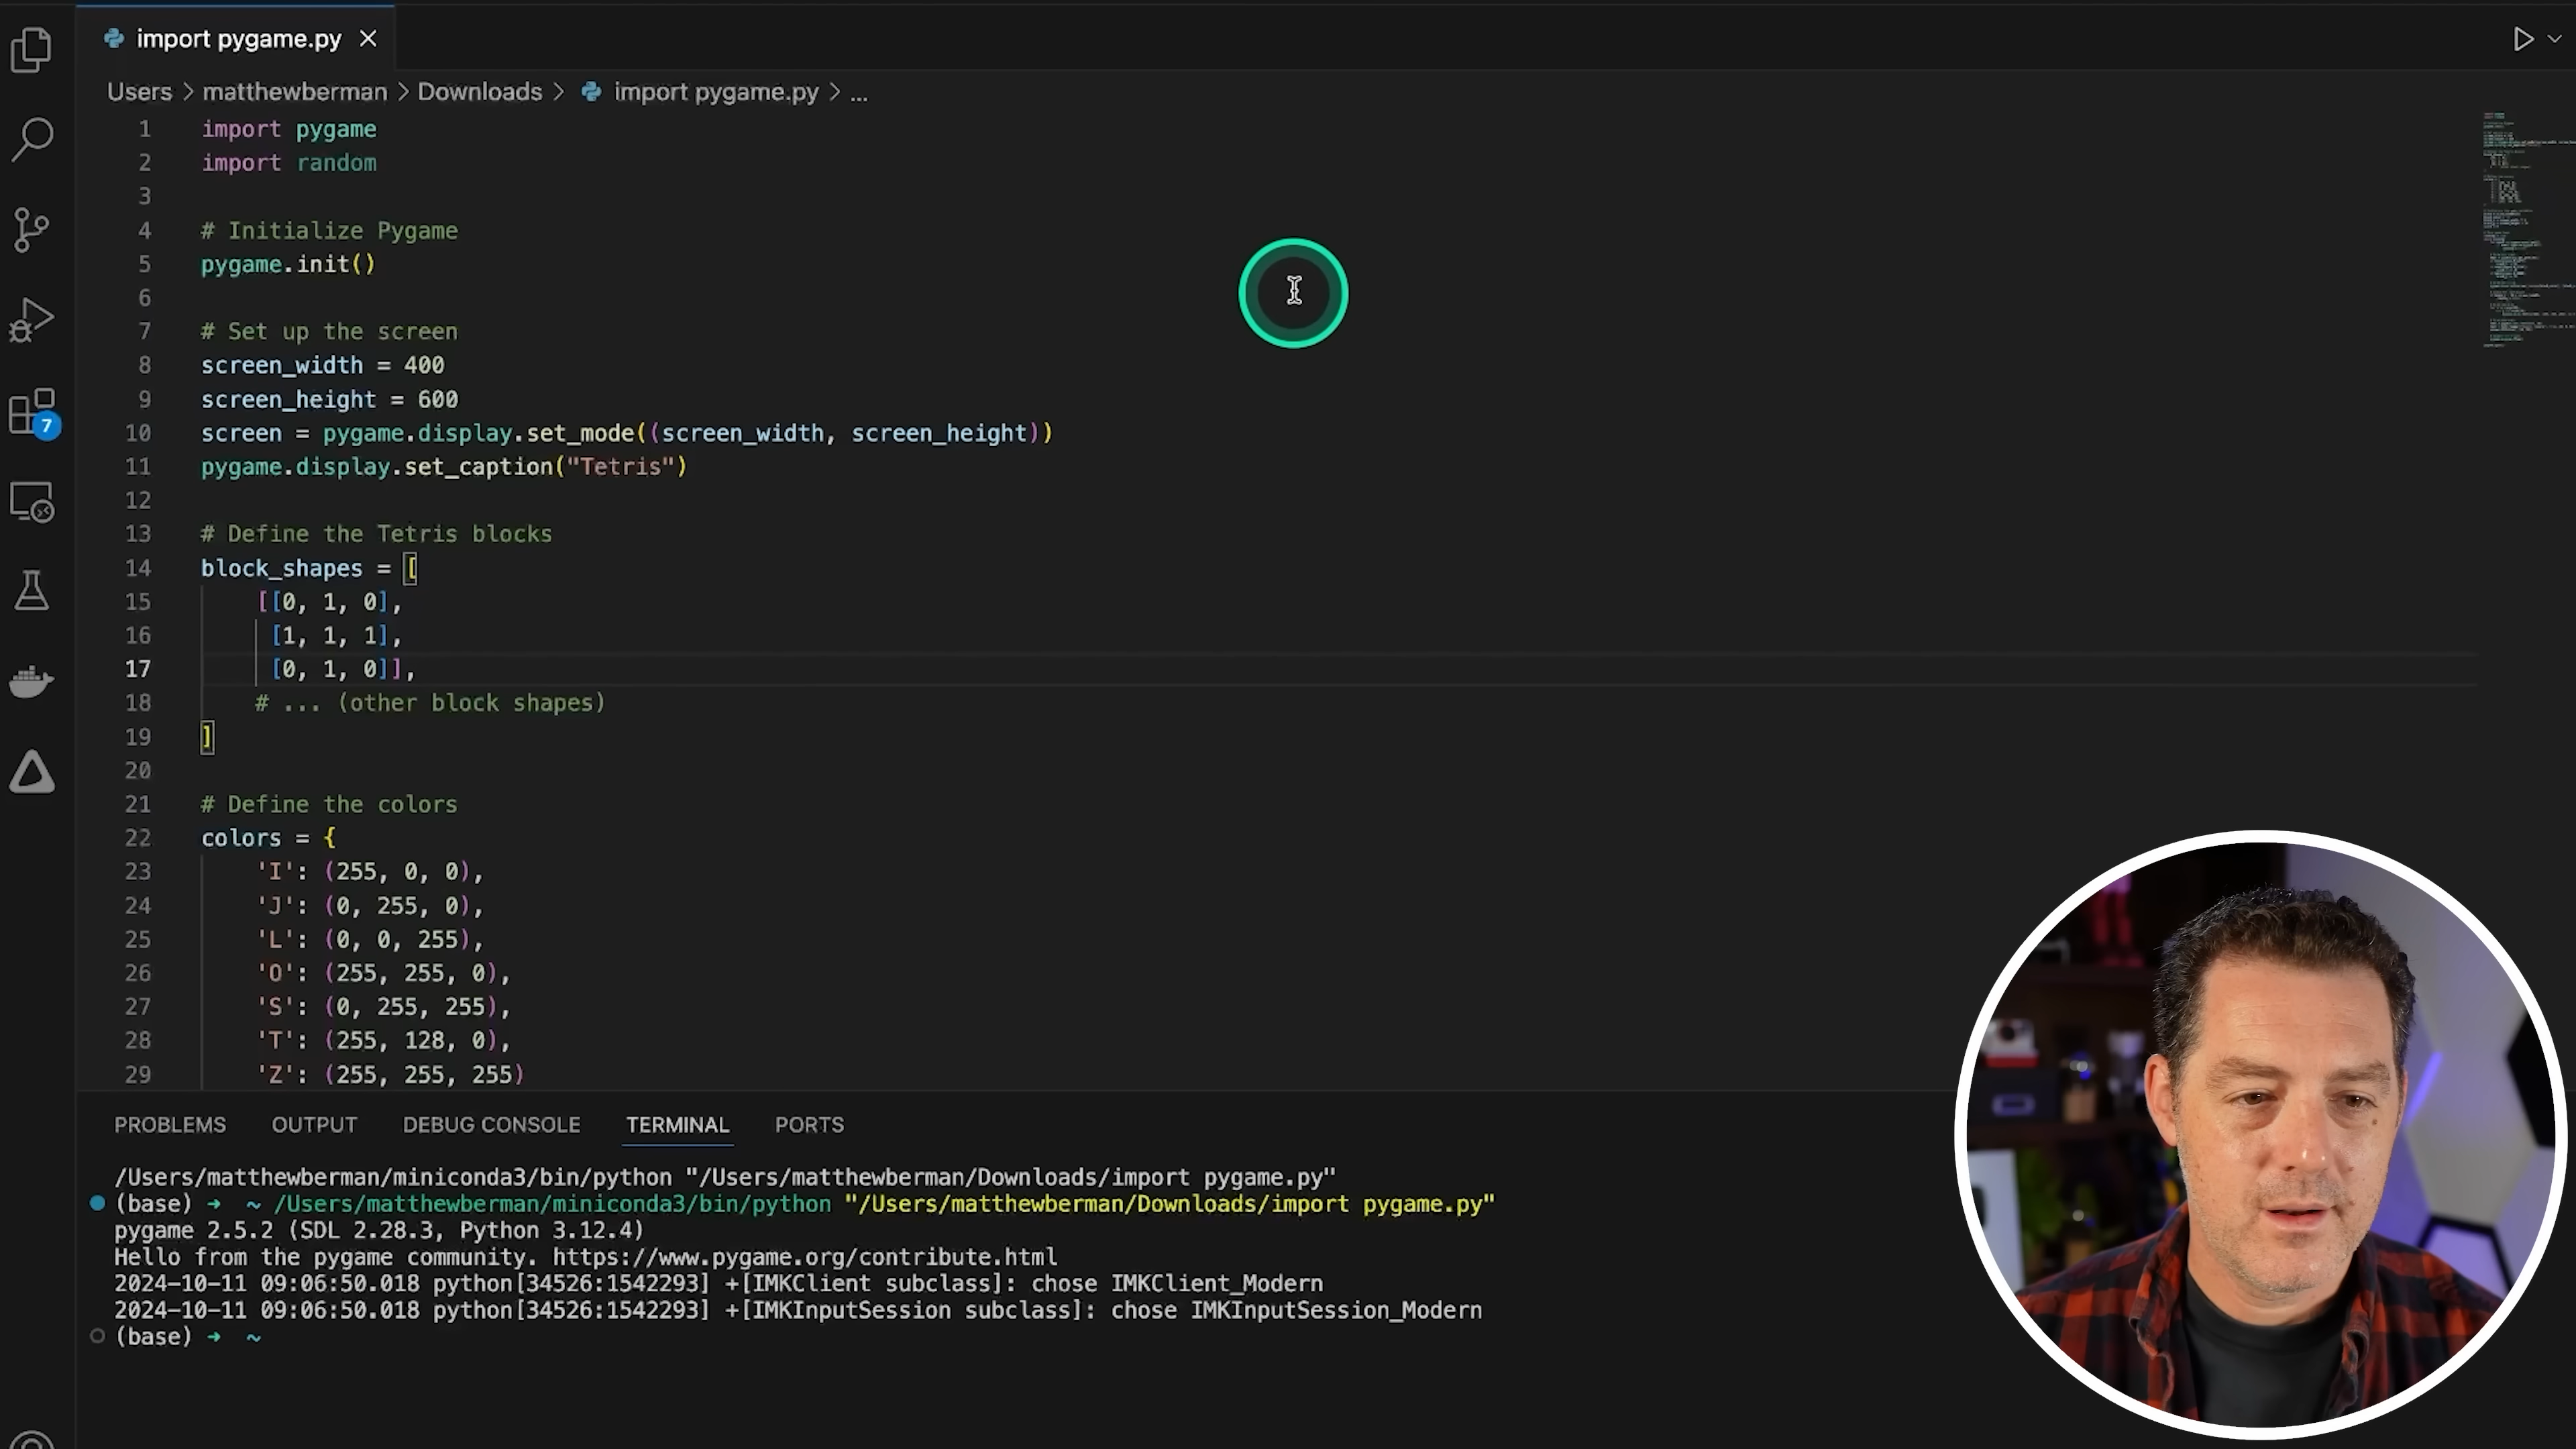 import pygame.py
Users > matthewberman > Downloads > import pygame.py > ...
1 import pygame
2 import random
3
4 # Initialize Pygame
5 pygame.init()
6
7 # Set up the screen
8 screen_width = 400
9 screen_height = 600
10 screen = pygame.display.set_mode((screen_width, screen_height))
11 pygame.display.set_caption("Tetris")
12
13 # Define the Tetris blocks
14 block_shapes = [
15 [[0, 1, 0],
16 [1, 1, 1],
17 [0, 1, 0]],
18 # ... (other block shapes)
19 ]
20
21 # Define the colors
22 colors = {
23 'I': (255, 0, 0),
24 'J': (0, 255, 0),
25 'L': (0, 0, 255),
26 'O': (255, 255, 0),
27 'S': (0, 255, 255),
28 'T': (255, 128, 0),
29 'Z': (255, 255, 255)
7
PROBLEMS OUTPUT DEBUG CONSOLE TERMINAL PORTS
/Users/matthewberman/miniconda3/bin/python "/Users/matthewberman/Downloads/import pygame.py"
(base) ➜ ~ /Users/matthewberman/miniconda3/bin/python "/Users/matthewberman/Downloads/import pygame.py"
pygame 2.5.2 (SDL 2.28.3, Python 3.12.4)
Hello from the pygame community. https://www.pygame.org/contribute.html
2024-10-11 09:06:50.018 python[34526:1542293] +[IMKClient subclass]: chose IMKClient_Modern
2024-10-11 09:06:50.018 python[34526:1542293] +[IMKInputSession subclass]: chose IMKInputSession_Modern
(base) ➜ ~